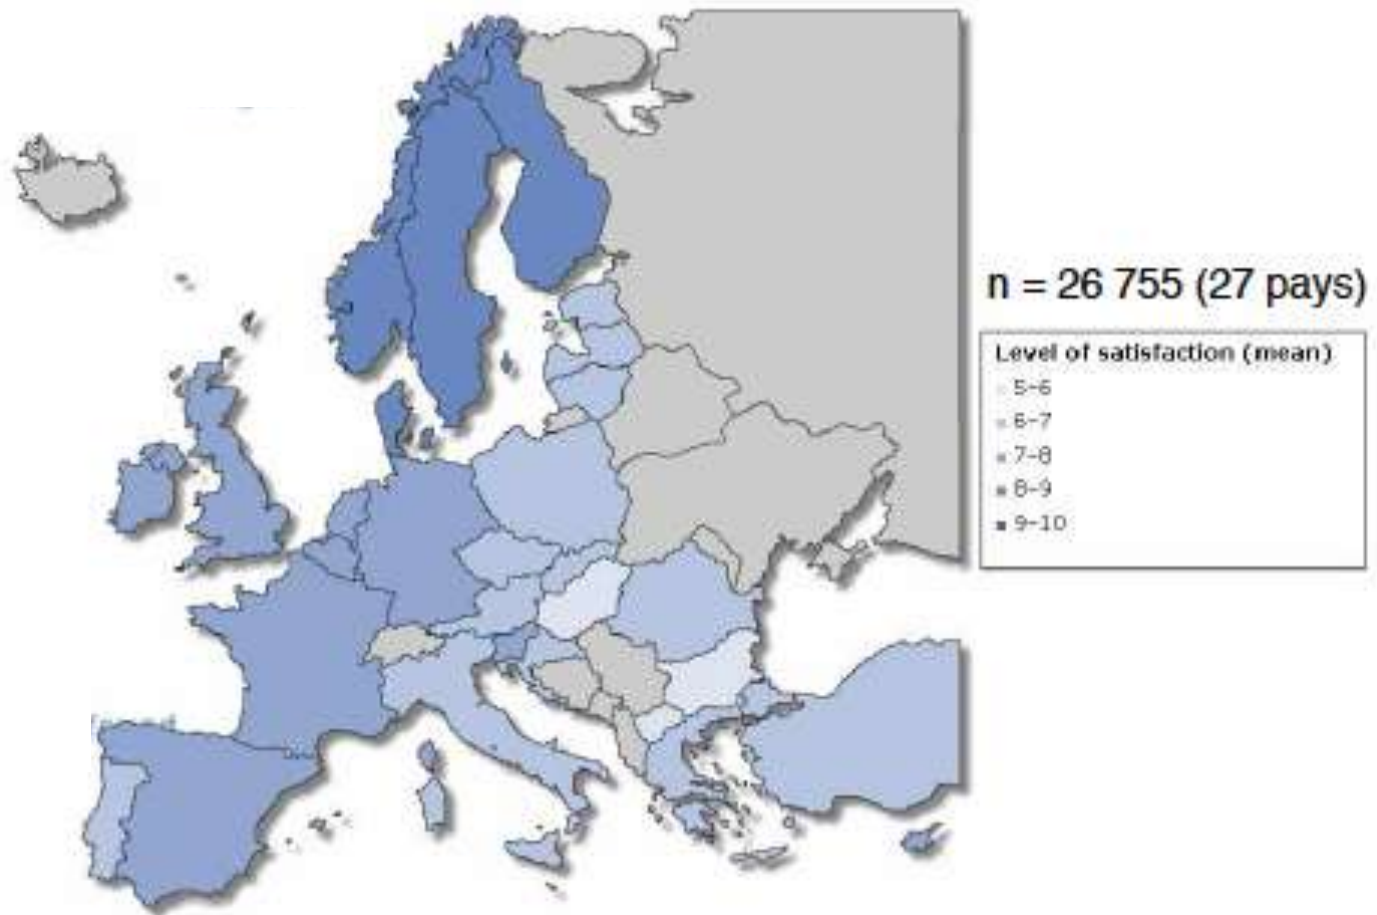 n = 26 755 (27 pays)
Level of satisfaction (mean)
5-6
6-7
7-8
8-9
9-10